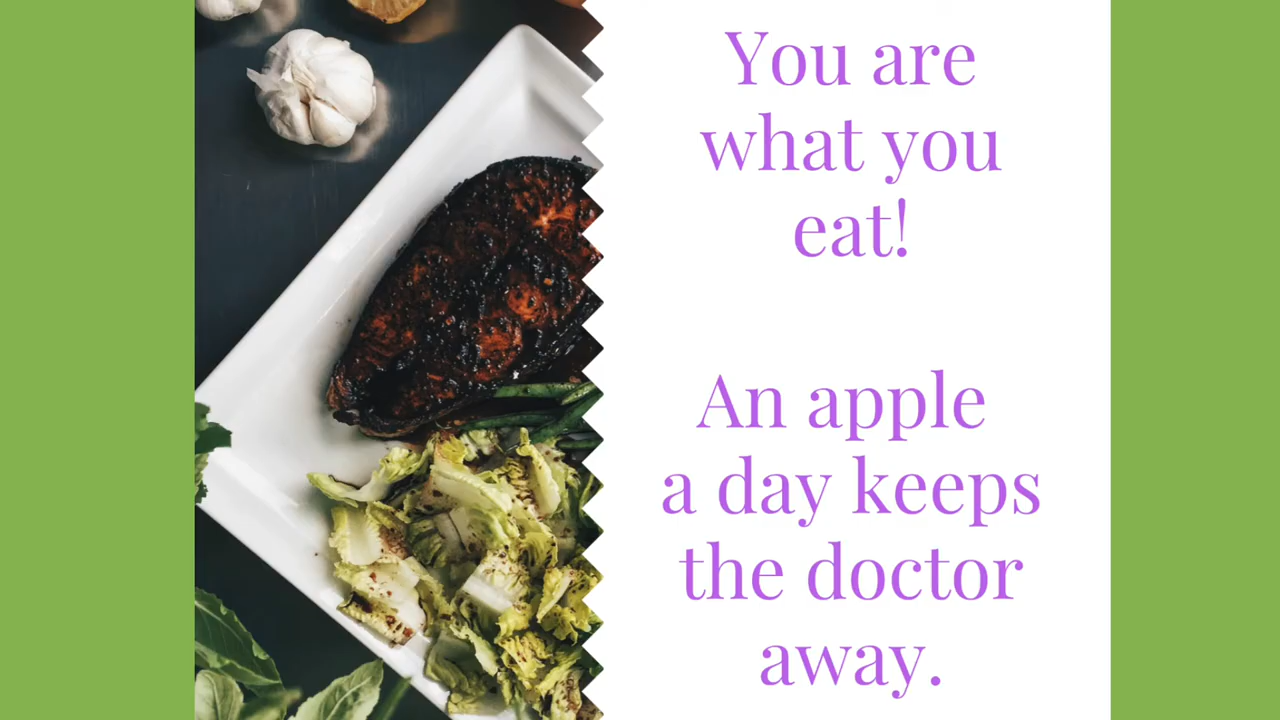 You are
what you
eat!
An apple
a day keeps
the doctor
away.